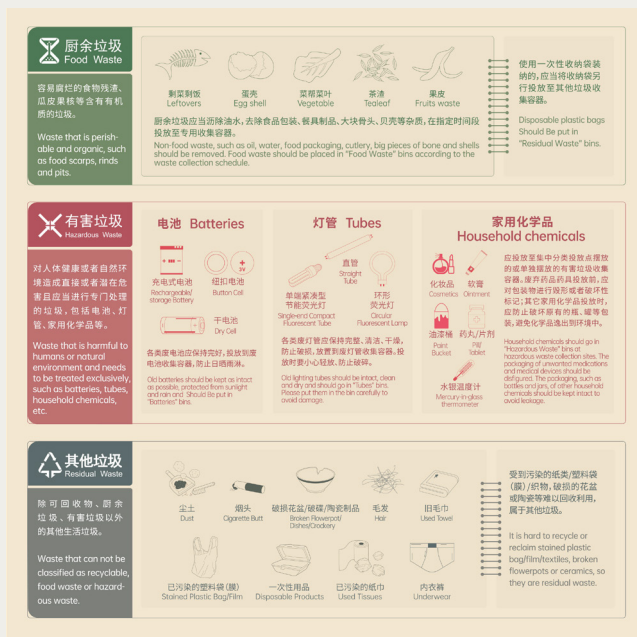 厨余垃圾
Food Waste
容易腐烂的食物残渣、
瓜皮果核等含有有机
质的垃圾。
Waste that is perish-
able and organic, such
as food scarps, rinds
and pits.
剩菜剩饭
Leftovers
蛋壳
Egg shell
菜帮菜叶
Vegetable
茶渣
Tealeaf
果皮
Fruits waste
厨余垃圾应当沥除油水，去除食品包装、餐具制品、大块骨头、贝壳等杂质，在指定时间段
投放至专用收集容器。
Non-food waste, such as oil, water, food packaging, cutlery, big pieces of bone and shells
should be removed. Food waste should be placed in "Food Waste" bins according to the
waste collection schedule.
使用一次性收纳袋装
纳的，应当将收纳袋另
行投放至其他垃圾收
集容器。
Disposable plastic bags
Should Be put in
"Residual Waste" bins.
有害垃圾
Hazardous Waste
对人体健康或者自然环
境造成直接或者潜在危
害且应当进行专门处理
的垃圾，包括电池、灯
管、家用化学品等。
Waste that is harmful to
humans or natural
environment and needs
to be treated exclusively,
such as batteries, tubes,
household chemicals,
etc.
电池 Batteries
充电式电池
Rechargeable/
storage Battery
纽扣电池
Button Cell
干电池
Dry Cell
各类废电池应保持完好，投放到废
电池收集容器，防止日晒雨淋。
Old batteries should be kept as intact
as possible, protected from sunlight
and rain and Should Be put in
"Batteries" bins.
灯管 Tubes
直管
Straight
Tube
单端紧凑型
节能荧光灯
Single-end Compact
Fluorescent Tube
环形
荧光灯
Circular
Fluorescent Lamp
各类废灯管应保持完整、清洁、干燥。
防止破损，放置到废灯管收集容器。投
放时要小心轻放，防止破碎。
Old lighting tubes should be intact, clean
and dry and should go in "Tubes" bins.
Please put them in the bin carefully to
avoid damage.
家用化学品
Household chemicals
化妆品
Cosmetics
软膏
Ointment
油漆桶
Paint
Bucket
药丸/片剂
Pill/
Tablet
水银温度计
Mercury-in-glass
thermometer
应投放至集中分类投放点摆放
的或单独摆放的有害垃圾收集
容器。废弃药品药具投放前，应
对包装物进行毁形或者破坏性
标记；其它家用化学品投放时，
应防止破坏原有的瓶、罐等包
装，避免化学品逸出到环境中。
Household chemicals should go in
"Hazardous Waste" bins at
hazardous waste collection sites. The
packaging of unwanted medications
and medical devices should be
disfigured. The packaging, such as
bottles and jars, of other household
chemicals should be kept intact to
avoid leakage.
其他垃圾
Residual Waste
除可回收物、厨余
垃圾、有害垃圾以外
的其他生活垃圾。
Waste that can not be
classified as recyclable,
food waste or hazard-
ous waste.
尘土
Dust
烟头
Cigarette Butt
破损花盆/破碟/陶瓷制品
Broken Flowerpot/
Dishes/Crockery
毛发
Hair
旧毛巾
Used Towel
已污染的塑料袋（膜）
Stained Plastic Bag/Film
一次性用品
Disposable Products
已污染的纸巾
Used Tissues
内衣裤
Underwear
受到污染的纸类/塑料袋
（膜）/织物，破损的花盆
或陶瓷等难以回收利用，
属于其他垃圾。
It is hard to recycle or
reclaim stained plastic
bag/film/textiles, broken
flowerpots or ceramics, so
they are residual waste.